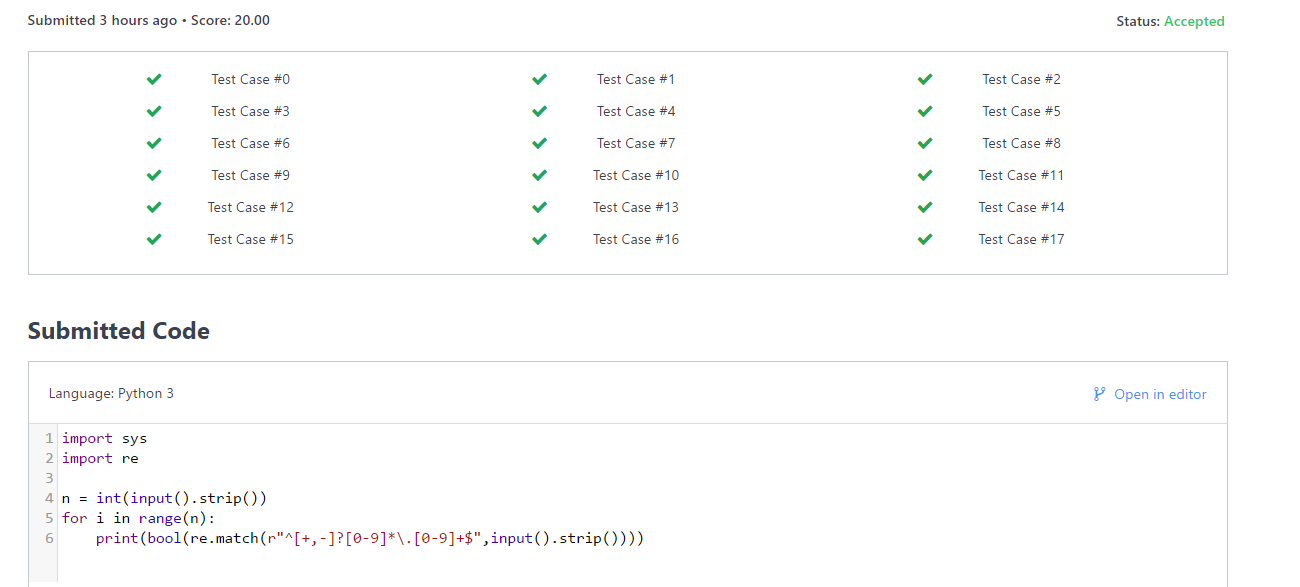 Submitted 3 hours ago • Score: 20.00 Status: Accepted
Test Case #0 Test Case #1 Test Case #2
Test Case #3 Test Case #4 Test Case #5
Test Case #6 Test Case #7 Test Case #8
Test Case #9 Test Case #10 Test Case #11
Test Case #12 Test Case #13 Test Case #14
Test Case #15 Test Case #16 Test Case #17
Submitted Code
Language: Python 3 Open in editor
1 import sys
2 import re
3
4 n = int(input().strip())
5 for i in range(n):
6     print(bool(re.match(r"^[+,-]?[0-9]*\.[0-9]+$",input().strip())))